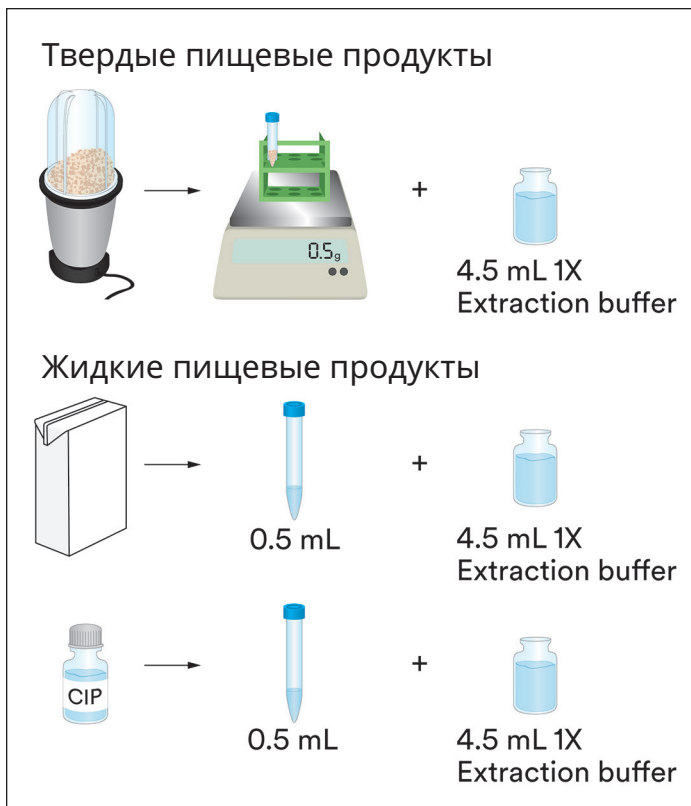 Твердые пищевые продукты
0.5g
+
4.5 mL 1X
Extraction buffer
Жидкие пищевые продукты
+
0.5 mL
4.5 mL 1X
Extraction buffer
CIP
+
0.5 mL
4.5 mL 1X
Extraction buffer